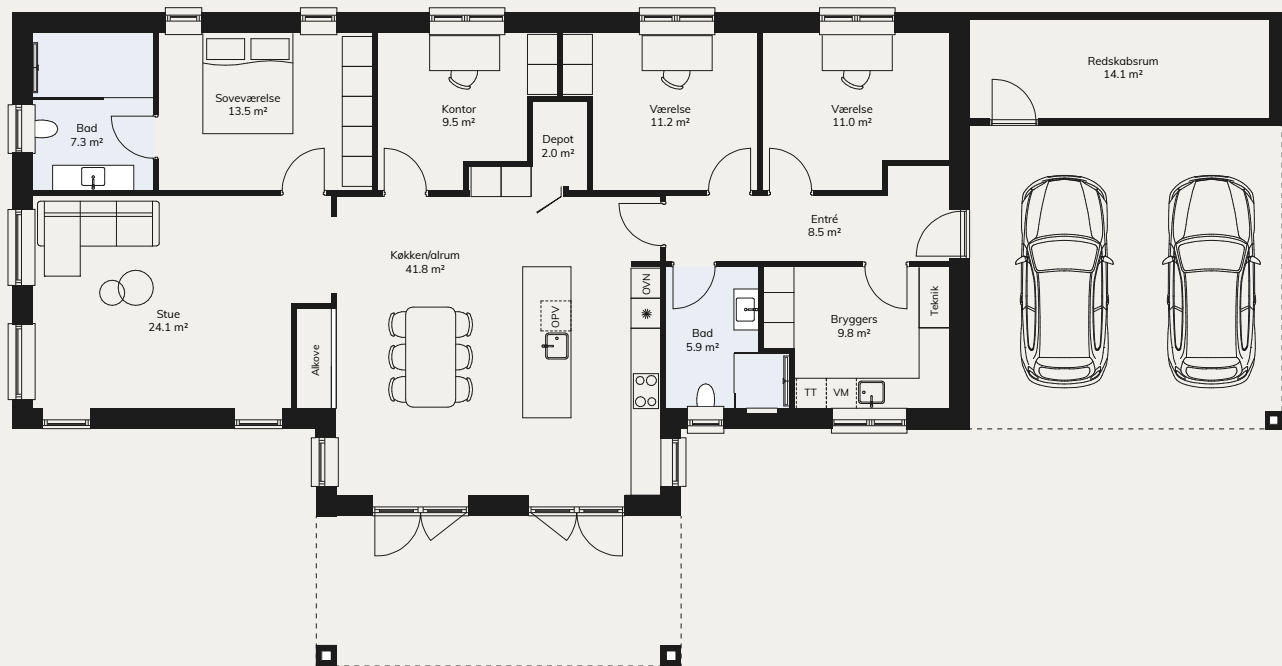 Redskabsrum
14.1 m²
Soveværelse
13.5 m²
Kontor
9.5 m²
Værelse
11.2 m²
Værelse
11.0 m²
Bad
7.3 m²
Depot
2.0 m²
Entré
8.5 m²
Køkken/alrum
41.8 m²
Stue
24.1 m²
Alkove
OPV
OVN
Bad
5.9 m²
Bryggers
9.8 m²
Teknik
TT
VM